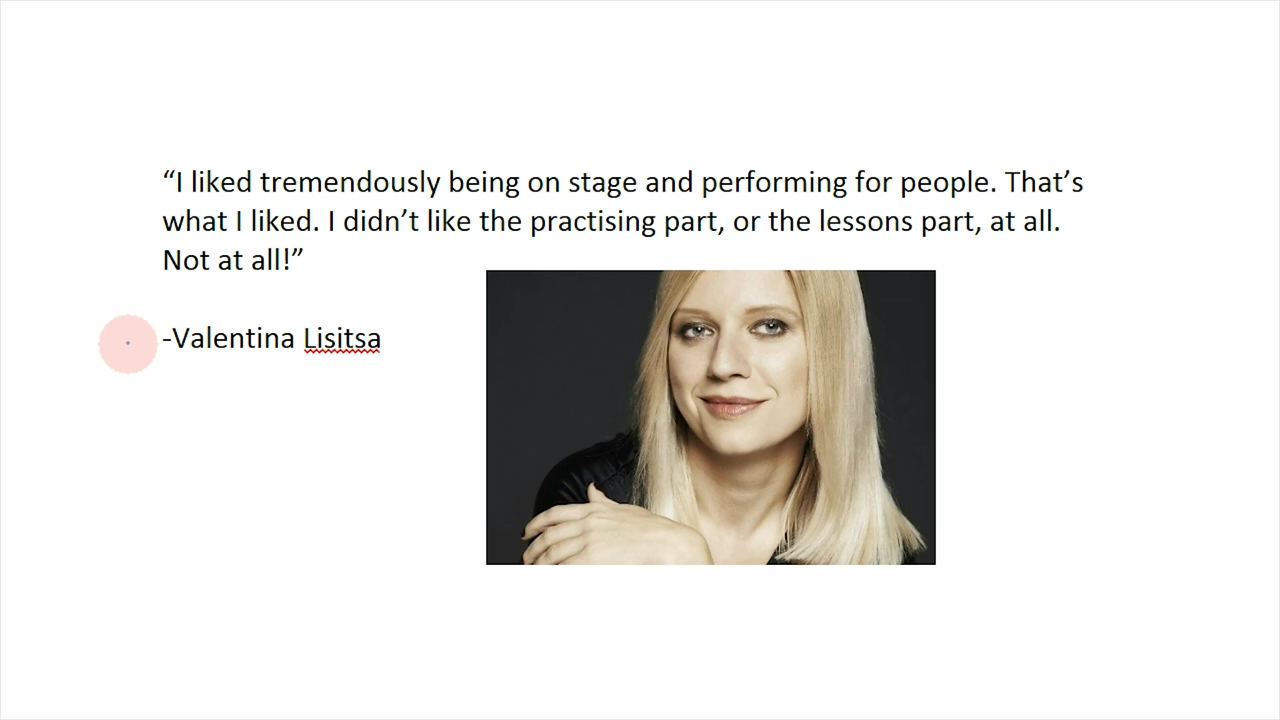 “I liked tremendously being on stage and performing for people. That’s
what I liked. I didn’t like the practising part, or the lessons part, at all.
Not at all!”
-Valentina Lisitsa